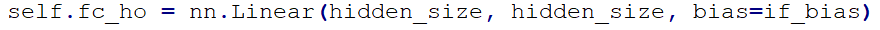 self.fc_ho = nn.Linear(hidden_size, hidden_size, bias=if_bias)